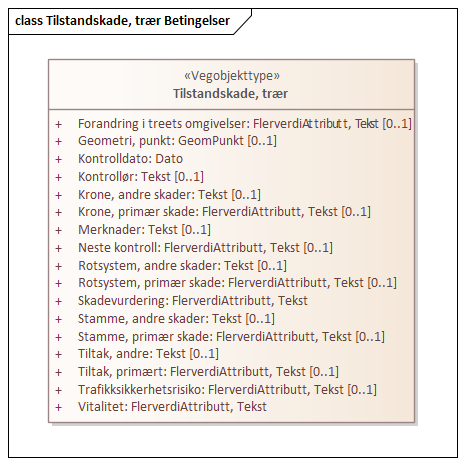 class Tilstandskade, trær Betingelser
«Vegobjekttype»
Tilstandskade, trær
+ Forandring i treets omgivelser: FlerverdiAttributt, Tekst [0..1]
+ Geometri, punkt: GeomPunkt [0..1]
+ Kontrolldato: Dato
+ Kontrollør: Tekst [0..1]
+ Krone, andre skader: Tekst [0..1]
+ Krone, primær skade: FlerverdiAttributt, Tekst [0..1]
+ Merknader: Tekst [0..1]
+ Neste kontroll: FlerverdiAttributt, Tekst [0..1]
+ Rotsystem, andre skader: Tekst [0..1]
+ Rotsystem, primær skade: FlerverdiAttributt, Tekst [0..1]
+ Skadevurdering: FlerverdiAttributt, Tekst
+ Stamme, andre skader: Tekst [0..1]
+ Stamme, primær skade: FlerverdiAttributt, Tekst [0..1]
+ Tiltak, andre: Tekst [0..1]
+ Tiltak, primært: FlerverdiAttributt, Tekst [0..1]
+ Trafikksikkerhetsrisiko: FlerverdiAttributt, Tekst [0..1]
+ Vitalitet: FlerverdiAttributt, Tekst